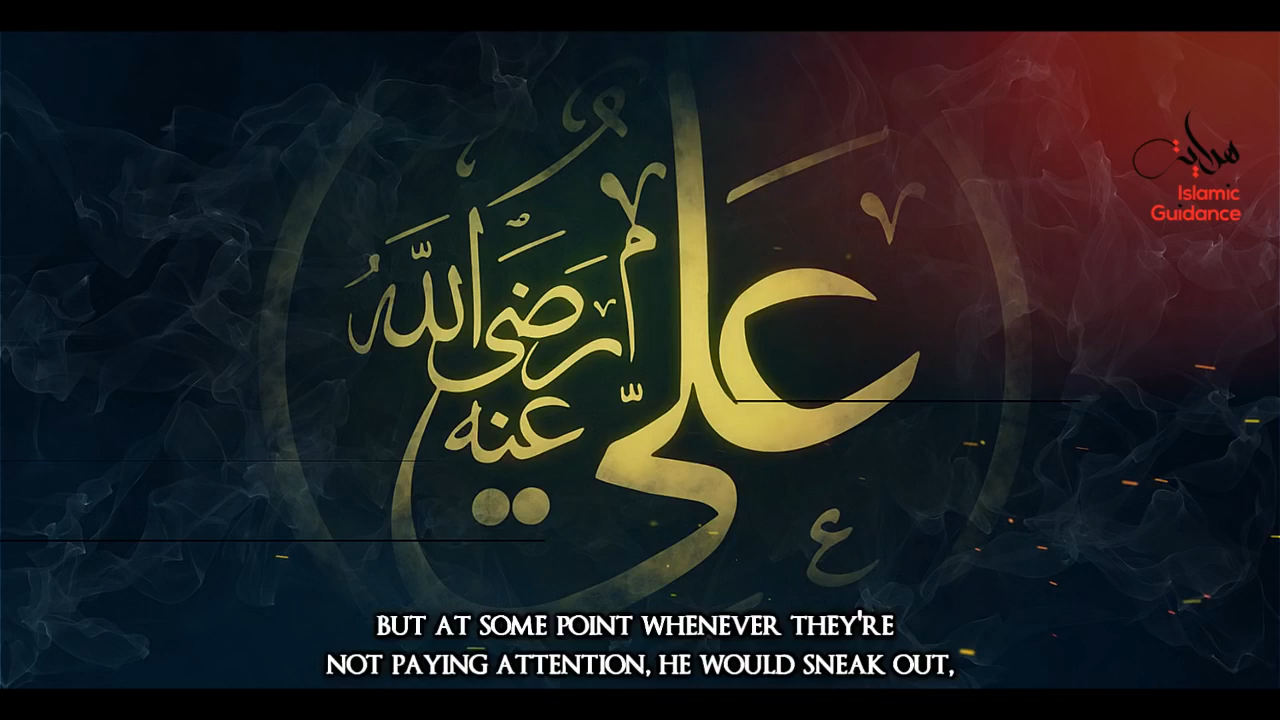 هداية
Islamic
Guidance
عليّ
رضي الله
عنه
BUT AT SOME POINT WHENEVER THEY'RE
NOT PAYING ATTENTION, HE WOULD SNEAK OUT,